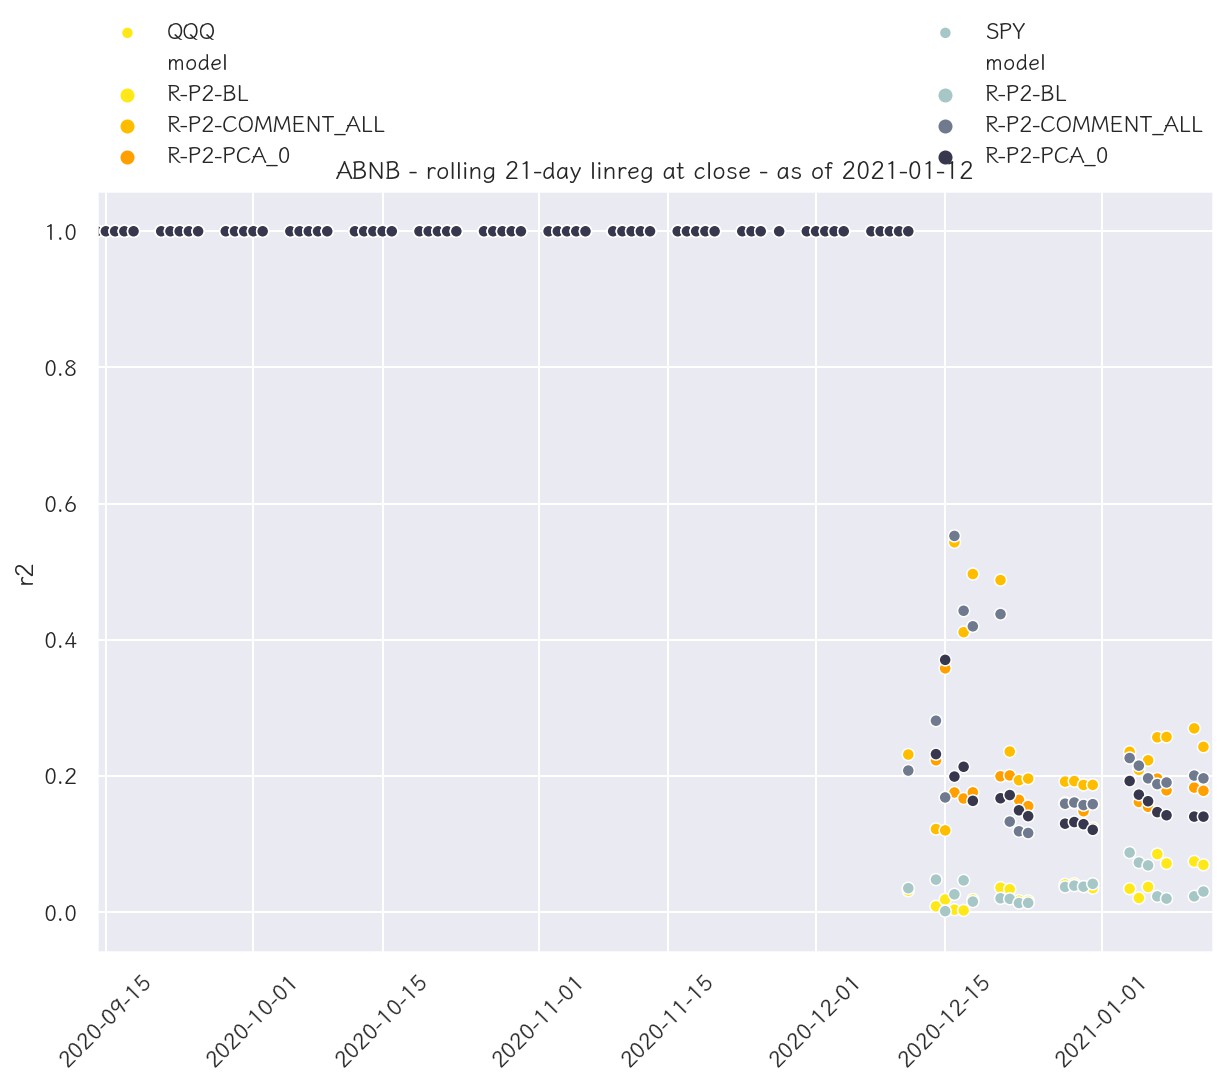 QQQ
model
R-P2-BL
R-P2-COMMENT_ALL
R-P2-PCA_0
SPY
model
R-P2-BL
R-P2-COMMENT_ALL
R-P2-PCA_0
ABNB - rolling 21-day linreg at close - as of 2021-01-12
1.0
0.8
0.6
0.4
0.2
0.0
r2
2020-09-15
2020-10-01
2020-10-15
2020-11-01
2020-11-15
2020-12-01
2020-12-15
2021-01-01